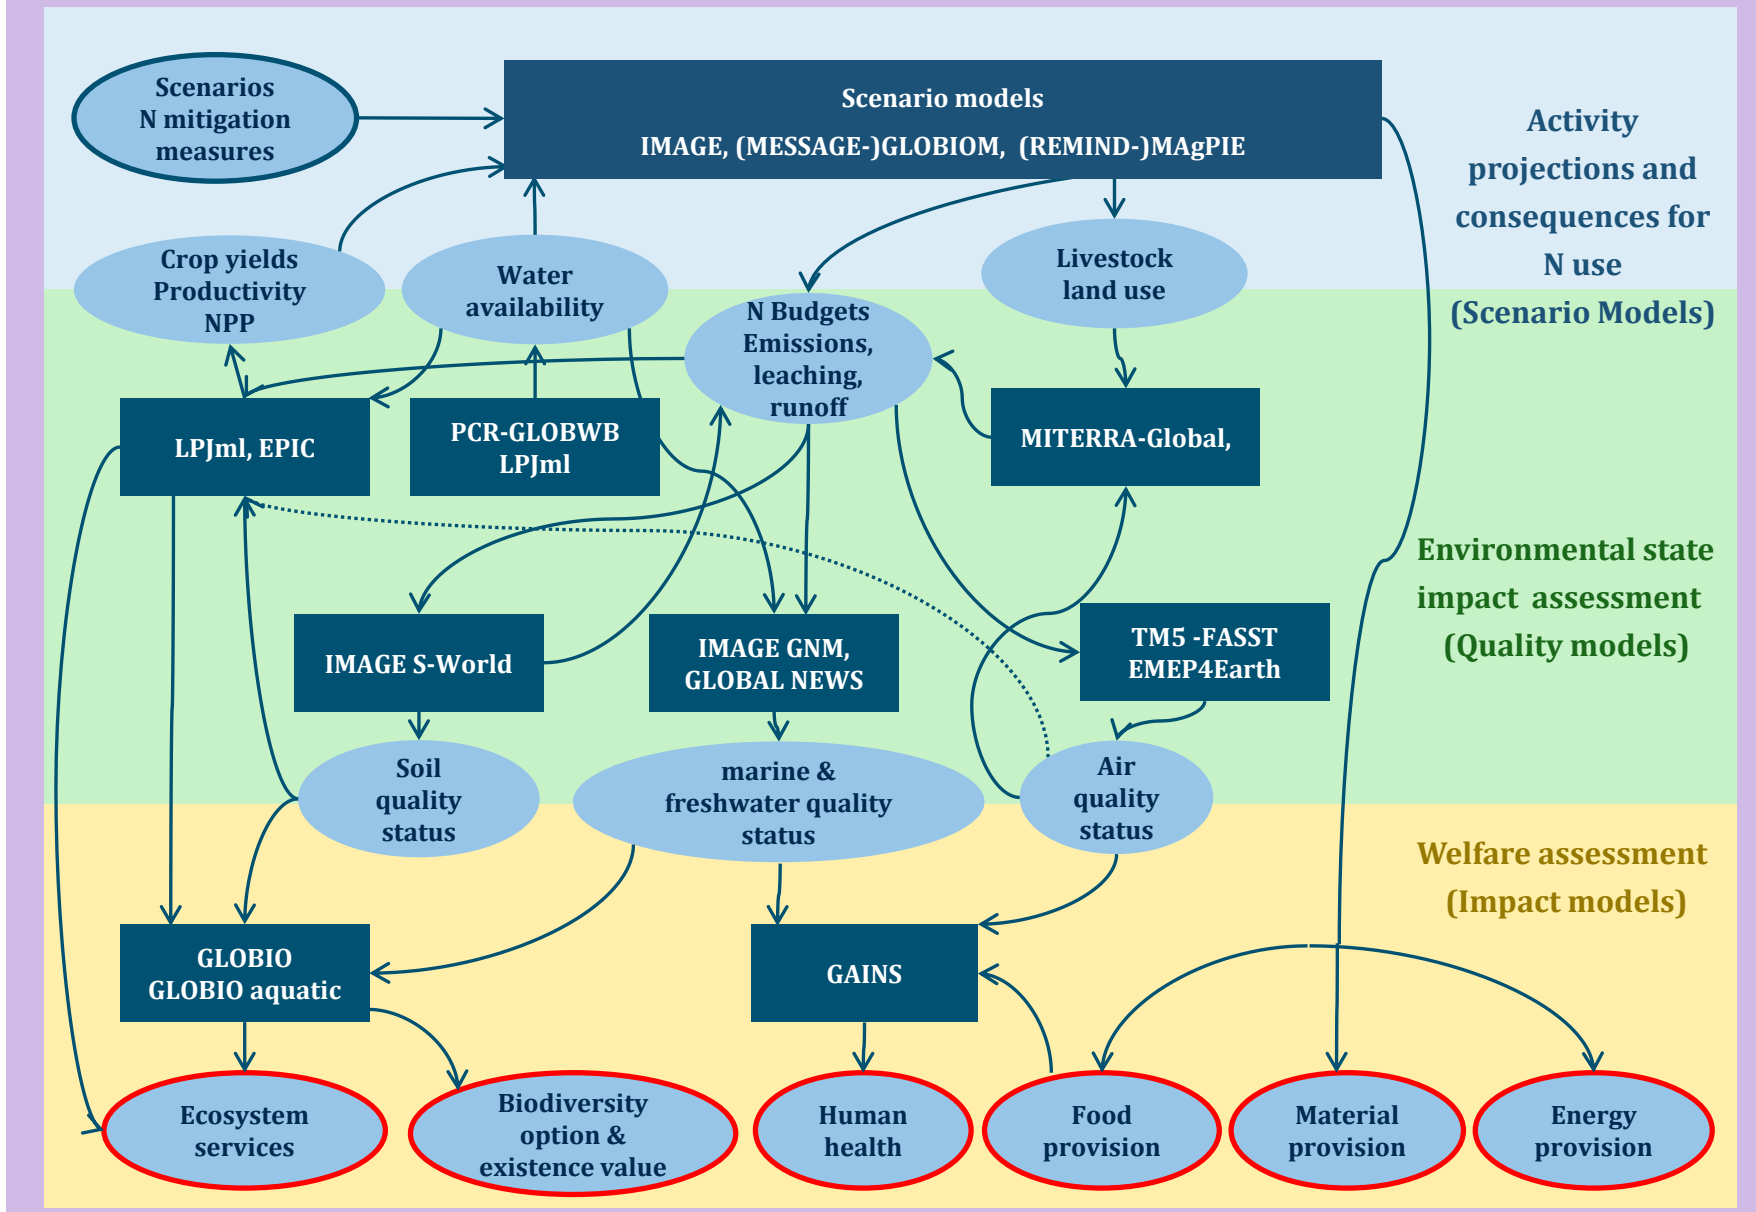 Scenarios
N mitigation
measures
Scenario models
IMAGE, (MESSAGE-)GLOBIOM, (REMIND-)MAgPIE
Activity
projections and
consequences for
N use
(Scenario Models)
Crop yields
Productivity
NPP
Water
availability
N Budgets
Emissions,
leaching,
runoff
Livestock
land use
LPJml, EPIC
PCR-GLOBWB
LPJml
MITERRA-Global,
Environmental state
impact assessment
(Quality models)
IMAGE S-World
IMAGE GNM,
GLOBAL NEWS
TM5 -FASST
EMEP4Earth
Soil
quality
status
marine &
freshwater quality
status
Air
quality
status
Welfare assessment
(Impact models)
GLOBIO
GLOBIO aquatic
GAINS
Ecosystem
services
Biodiversity
option &
existence value
Human
health
Food
provision
Material
provision
Energy
provision